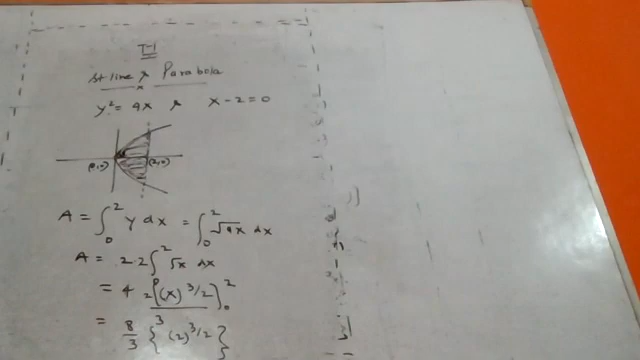 T-1
st line & Parabola
y² = 4x & x - 2 = 0
(0,0) (2,0)
A = ∫₀² y dx = ∫₀² √4x dx
A = 2·2∫₀² √x dx
= 4 2[(x)^3/2]₀² / 3
= 8/3 { (2)^3/2 }